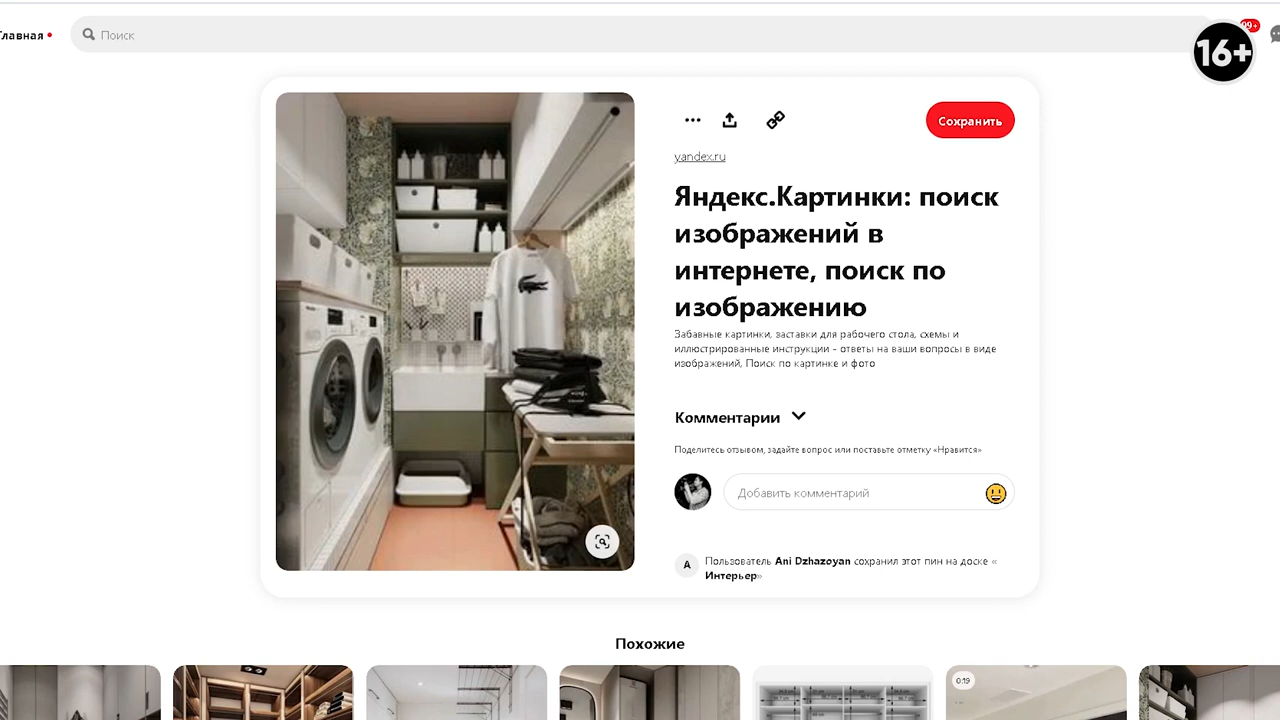 Главная
Поиск
99+
16+
Сохранить
yandex.ru
Яндекс.Картинки: поиск
изображений в
интернете, поиск по
изображению
Забавные картинки, заставки для рабочего стола, схемы и
иллюстрированные инструкции - ответы на ваши вопросы в виде
изображений, Поиск по картинке и фото
Комментарии
Поделитесь отзывом, задайте вопрос или поставьте отметку «Нравится»
Добавить комментарий
A
Пользователь Ani Dzhazoyan сохранил этот пин на доске «
Интерьер»
Похожие
0:19